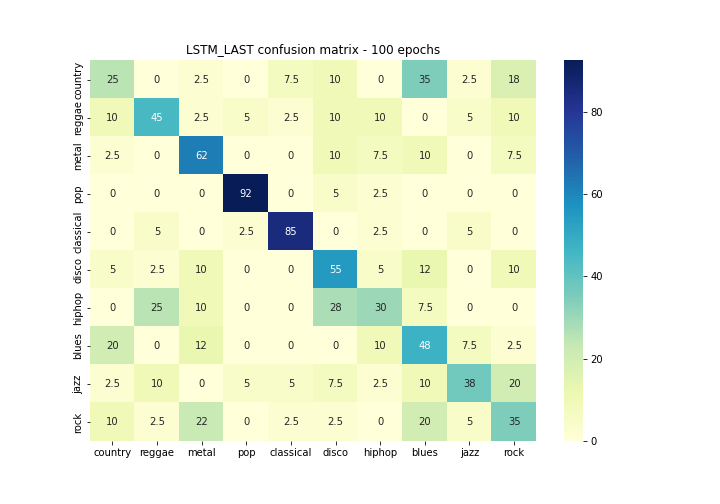 LSTM_LAST confusion matrix - 100 epochs
country 25 0 2.5 0 7.5 10 0 35 2.5 18
reggae 10 45 2.5 5 2.5 10 10 0 5 10
metal 2.5 0 62 0 0 10 7.5 10 0 7.5
pop 0 0 0 92 0 5 2.5 0 0 0
classical 0 5 0 2.5 85 0 2.5 0 5 0
disco 5 2.5 10 0 0 55 5 12 0 10
hiphop 0 25 10 0 0 28 30 7.5 0 0
blues 20 0 12 0 0 0 10 48 7.5 2.5
jazz 2.5 10 0 5 5 7.5 2.5 10 38 20
rock 10 2.5 22 0 2.5 2.5 0 20 5 35
country reggae metal pop classical disco hiphop blues jazz rock
80
60
40
20
0